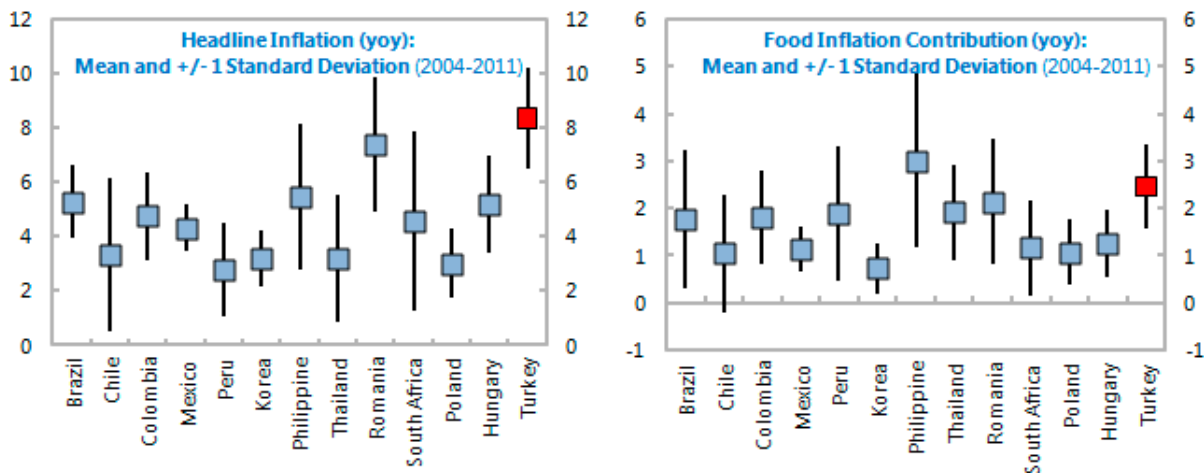 Headline Inflation (yoy):
Mean and +/- 1 Standard Deviation (2004-2011)
12
10
8
6
4
2
0
12
10
8
6
4
2
0
Brazil
Chile
Colombia
Mexico
Peru
Korea
Philippine
Thailand
Romania
South Africa
Poland
Hungary
Turkey
Food Inflation Contribution (yoy):
Mean and +/- 1 Standard Deviation (2004-2011)
6
5
4
3
2
1
0
-1
6
5
4
3
2
1
0
-1
Brazil
Chile
Colombia
Mexico
Peru
Korea
Philippine
Thailand
Romania
South Africa
Poland
Hungary
Turkey